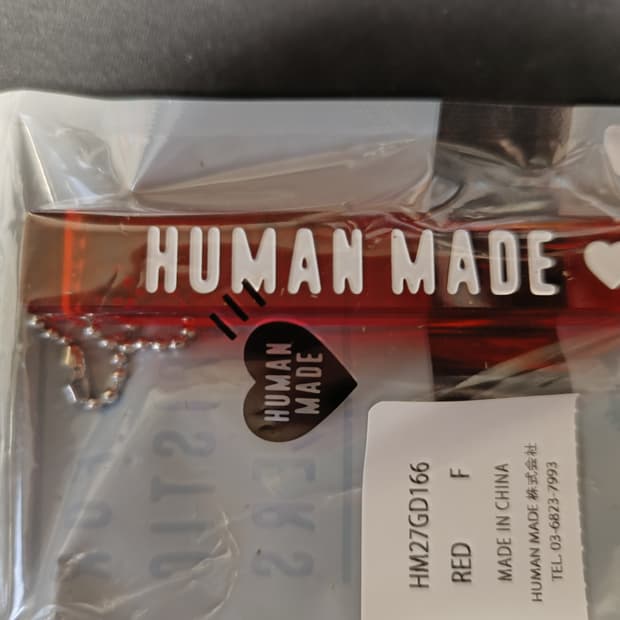 HUMAN MADE
HUMAN
MADE
HM27GD166
RED F
MADE IN CHINA
HUMAN MADE 株式会社
TEL. 03-6823-7993